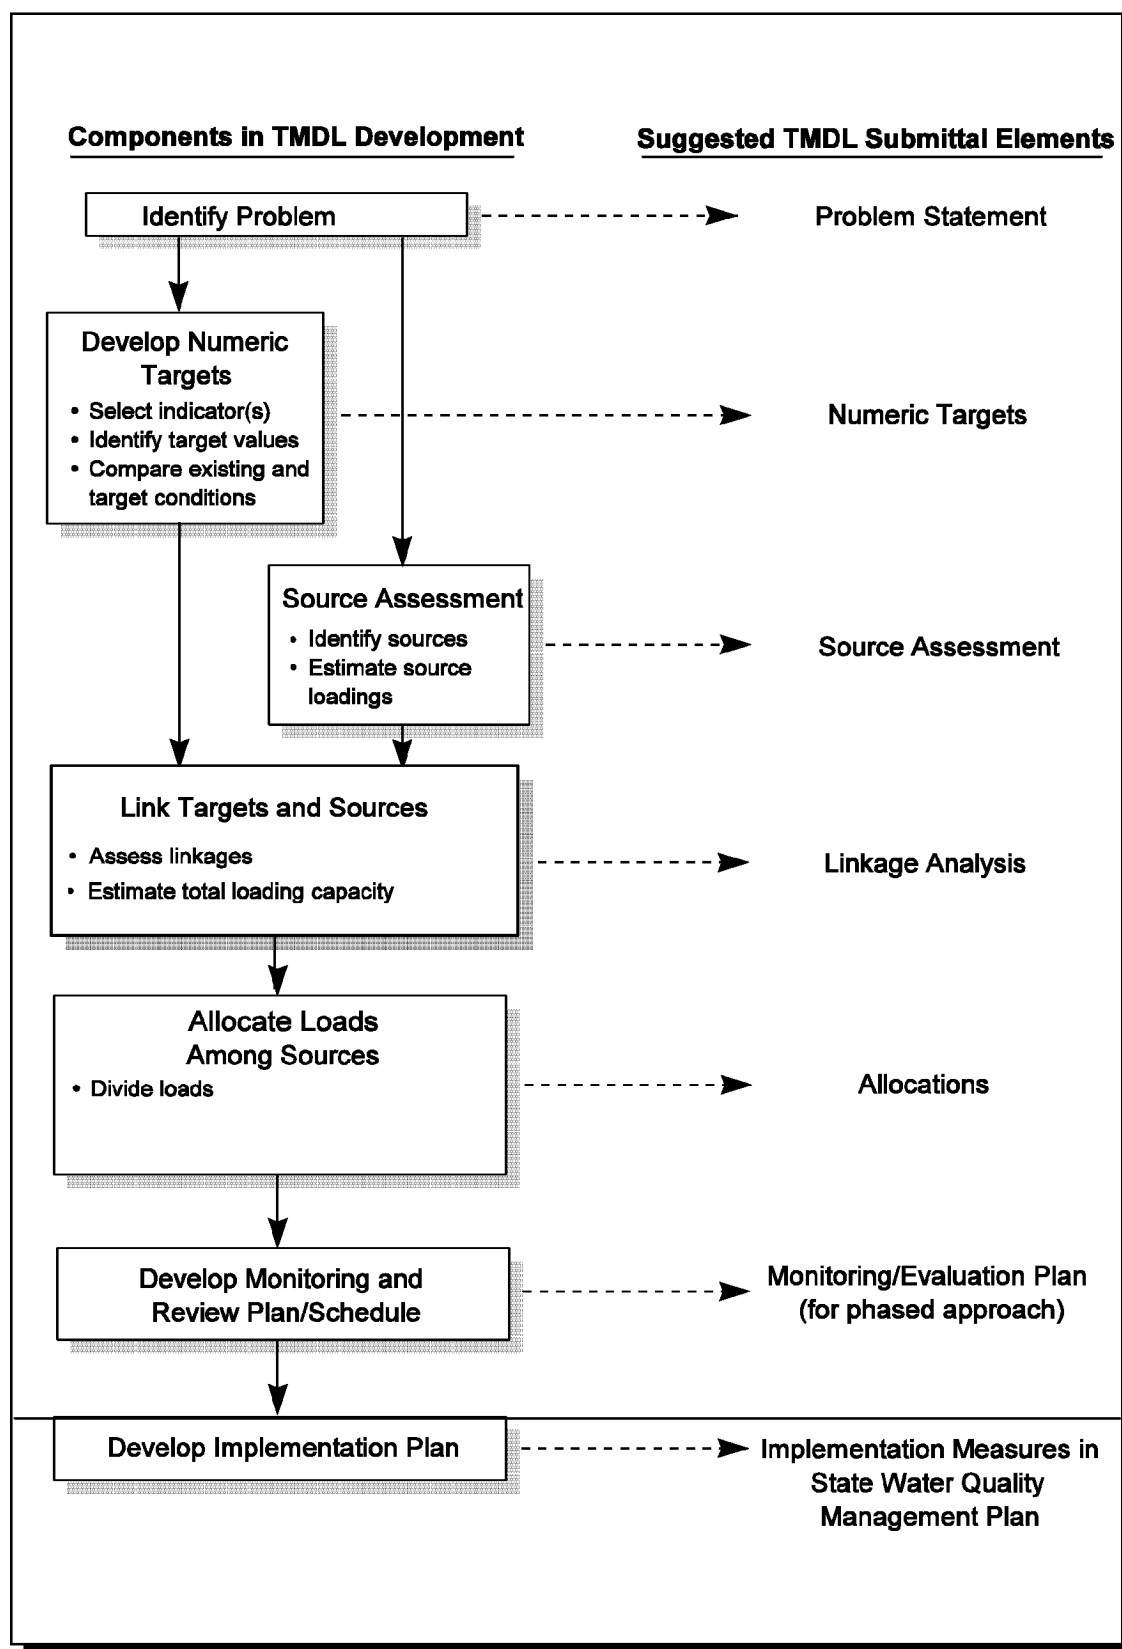 Components in TMDL Development
Suggested TMDL Submittal Elements
Identify Problem
Problem Statement
Develop Numeric
Targets
• Select indicator(s)
• Identify target values
• Compare existing and
target conditions
Numeric Targets
Source Assessment
• Identify sources
• Estimate source
loadings
Source Assessment
Link Targets and Sources
• Assess linkages
• Estimate total loading capacity
Linkage Analysis
Allocate Loads
Among Sources
• Divide loads
Allocations
Develop Monitoring and
Review Plan/Schedule
Monitoring/Evaluation Plan
(for phased approach)
Develop Implementation Plan
Implementation Measures in
State Water Quality
Management Plan